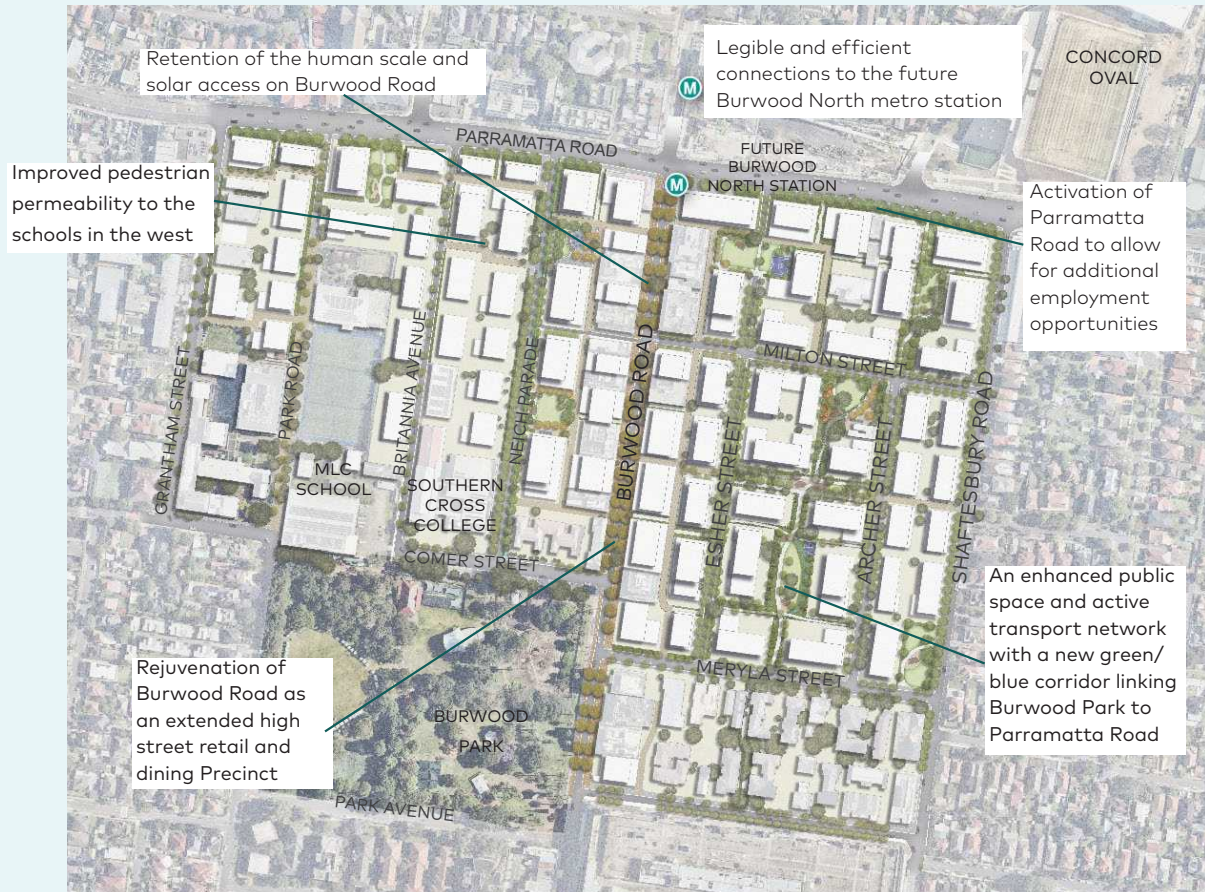 Retention of the human scale and
solar access on Burwood Road
Legible and efficient
connections to the future
Burwood North metro station
CONCORD
OVAL
M
PARRAMATTA ROAD
FUTURE
BURWOOD
NORTH STATION
M
Improved pedestrian
permeability to the
schools in the west
Activation of
Parramatta
Road to allow
for additional
employment
opportunities
GRANTHAM STREET
PARK ROAD
BRITANNIA AVENUE
NEICH PARADE
BURWOOD ROAD
MILTON STREET
ESHER STREET
ARCHER STREET
SHAFTESBURY ROAD
MLC
SCHOOL
SOUTHERN
CROSS
COLLEGE
COMER STREET
An enhanced public
space and active
transport network
with a new green/
blue corridor linking
Burwood Park to
Parramatta Road
MERYLA STREET
Rejuvenation of
Burwood Road as
an extended high
street retail and
dining Precinct
BURWOOD
PARK
PARK AVENUE